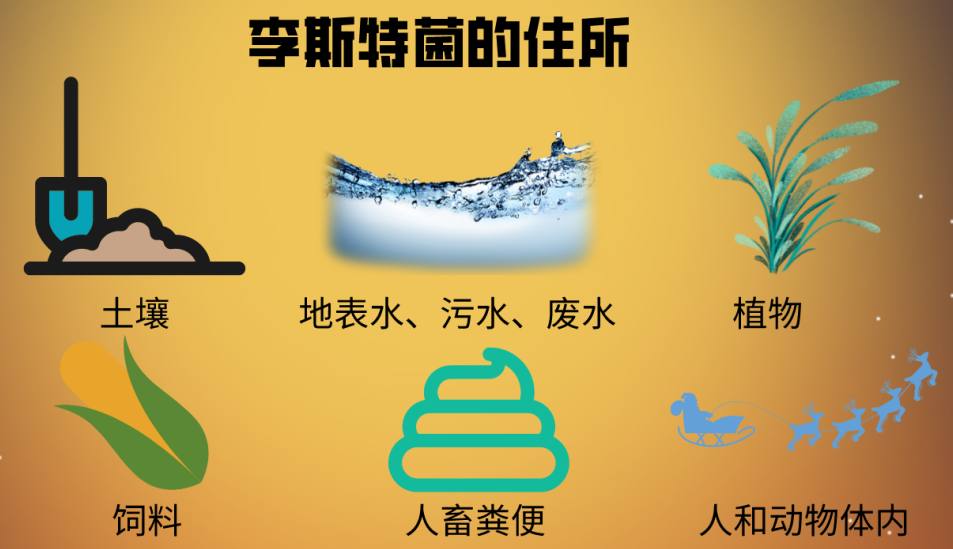 李斯特菌的住所
土壤
地表水、污水、废水
植物
饲料
人畜粪便
人和动物体内